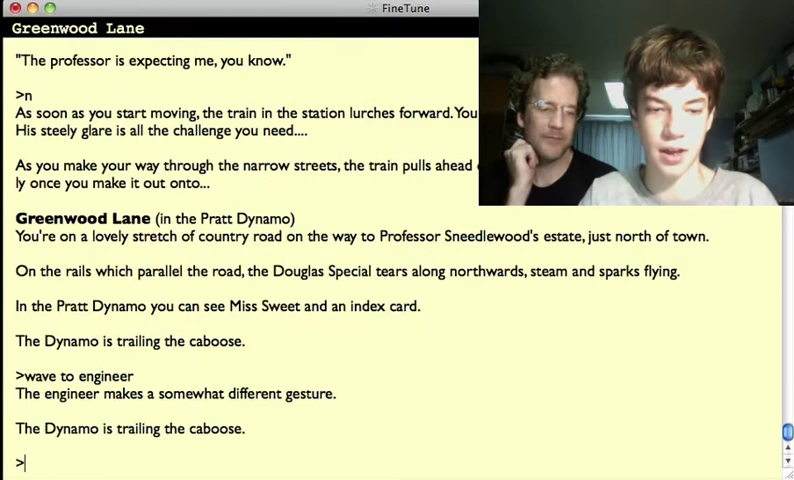 FineTune
Greenwood Lane
"The professor is expecting me, you know."
>n
As soon as you start moving, the train in the station lurches forward. You
His steely glare is all the challenge you need....
As you make your way through the narrow streets, the train pulls ahead
ly once you make it out onto...
Greenwood Lane (in the Pratt Dynamo)
You're on a lovely stretch of country road on the way to Professor Sneedlewood's estate, just north of town.
On the rails which parallel the road, the Douglas Special tears along northwards, steam and sparks flying.
In the Pratt Dynamo you can see Miss Sweet and an index card.
The Dynamo is trailing the caboose.
>wave to engineer
The engineer makes a somewhat different gesture.
The Dynamo is trailing the caboose.
>